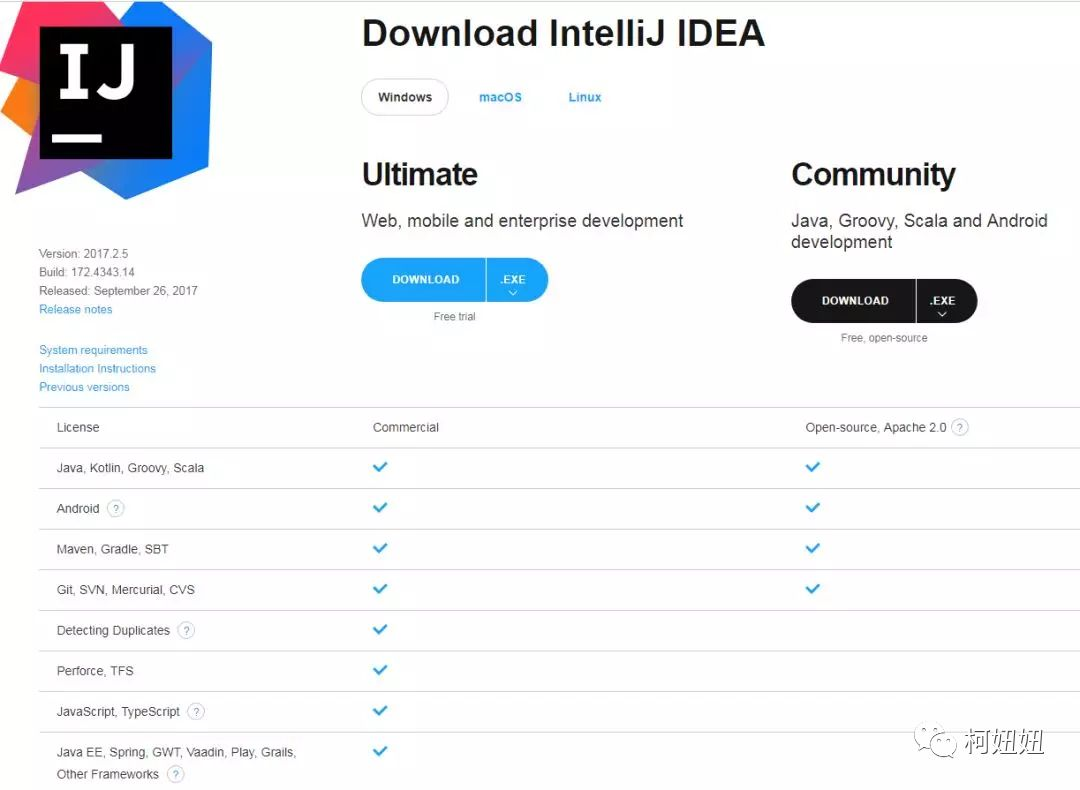 IJ
Download IntelliJ IDEA
Windows
macOS
Linux
Ultimate
Web, mobile and enterprise development
DOWNLOAD
.EXE
Free trial
Community
Java, Groovy, Scala and Android
development
DOWNLOAD
.EXE
Free, open-source
Version: 2017.2.5
Build: 172.4343.14
Released: September 26, 2017
Release notes
System requirements
Installation Instructions
Previous versions
License Commercial Open-source, Apache 2.0 ?
Java, Kotlin, Groovy, Scala
Android ?
Maven, Gradle, SBT
Git, SVN, Mercurial, CVS
Detecting Duplicates ?
Perforce, TFS
JavaScript, TypeScript ?
Java EE, Spring, GWT, Vaadin, Play, Grails,
Other Frameworks ?
柯妞妞